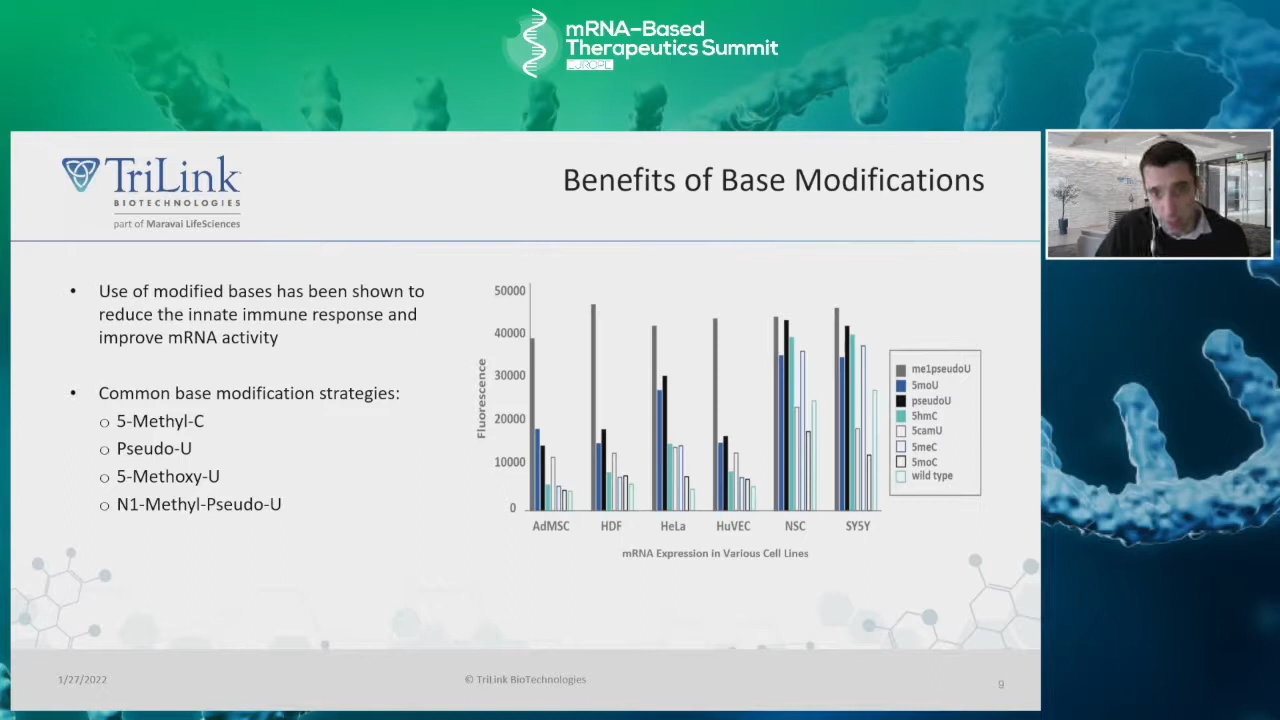 mRNA-Based
Therapeutics Summit
EUROPE
TriLink
BIOTECHNOLOGIES
part of Maravai LifeSciences
Benefits of Base Modifications
• Use of modified bases has been shown to
reduce the innate immune response and
improve mRNA activity
• Common base modification strategies:
o 5-Methyl-C
o Pseudo-U
o 5-Methoxy-U
o N1-Methyl-Pseudo-U
Fluorescence
50000
40000
30000
20000
10000
0
AdMSC HDF HeLa HuVEC NSC SY5Y
mRNA Expression in Various Cell Lines
me1pseudoU
5moU
pseudoU
5hmC
5camU
5meC
5moC
wild type
1/27/2022
© TriLink BioTechnologies
9